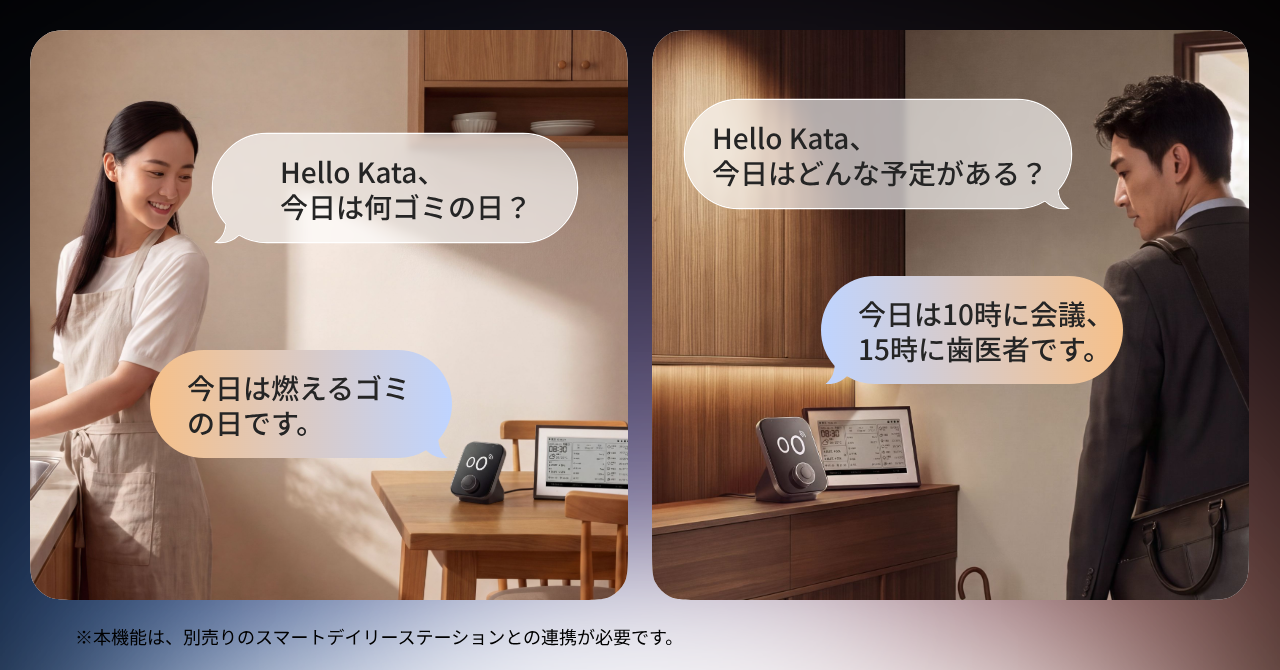 Hello Kata、
今日は何ゴミの日？
今日は燃えるゴミ
の日です。
08:30
Hello Kata、
今日はどんな予定がある？
今日は10時に会議、
15時に歯医者です。
08:30
※本機能は、別売りのスマートデイリーステーションとの連携が必要です。